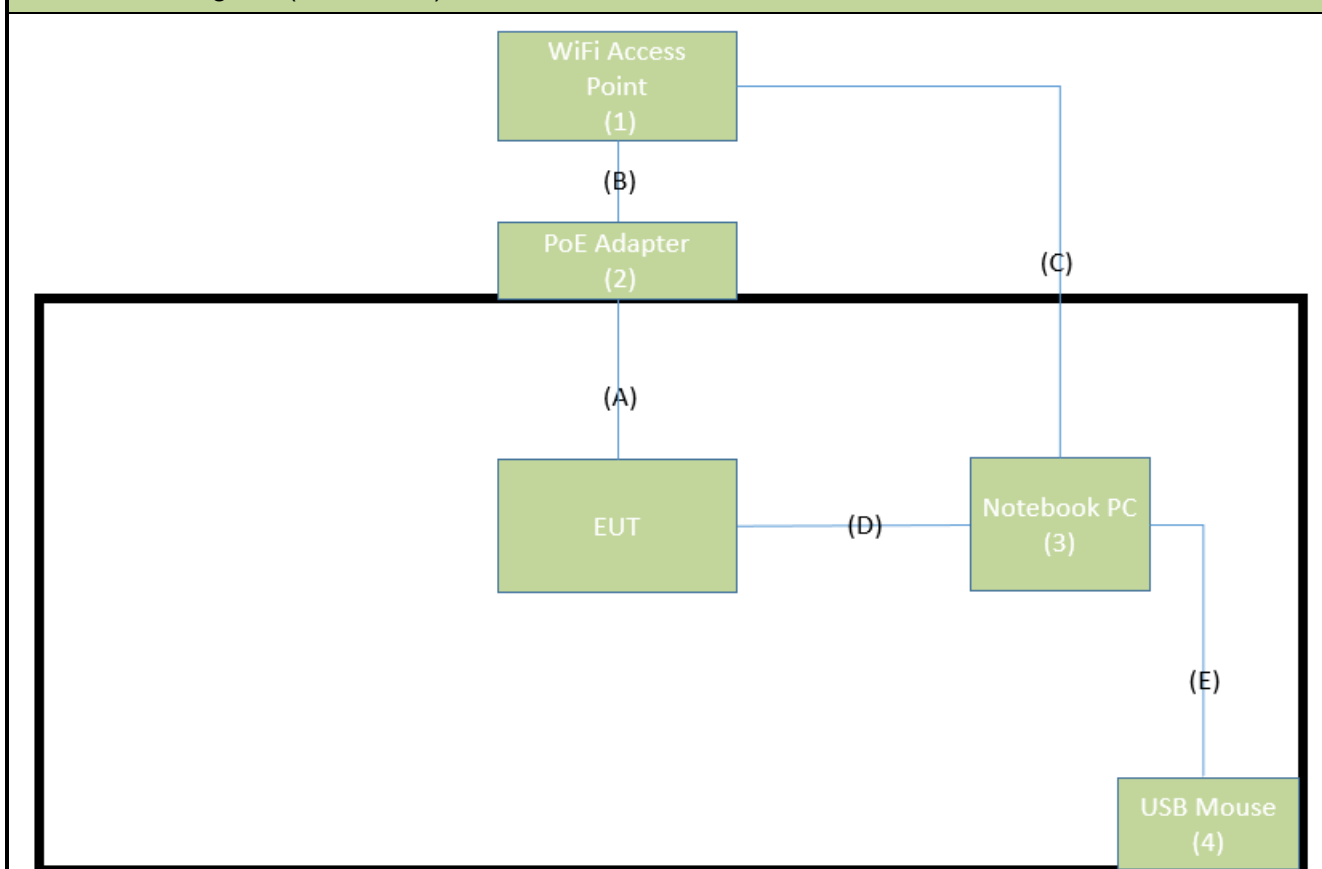 WiFi Access
Point
(1)
(B)
PoE Adapter
(2)
(C)
(A)
EUT
(D)
Notebook PC
(3)
(E)
USB Mouse
(4)